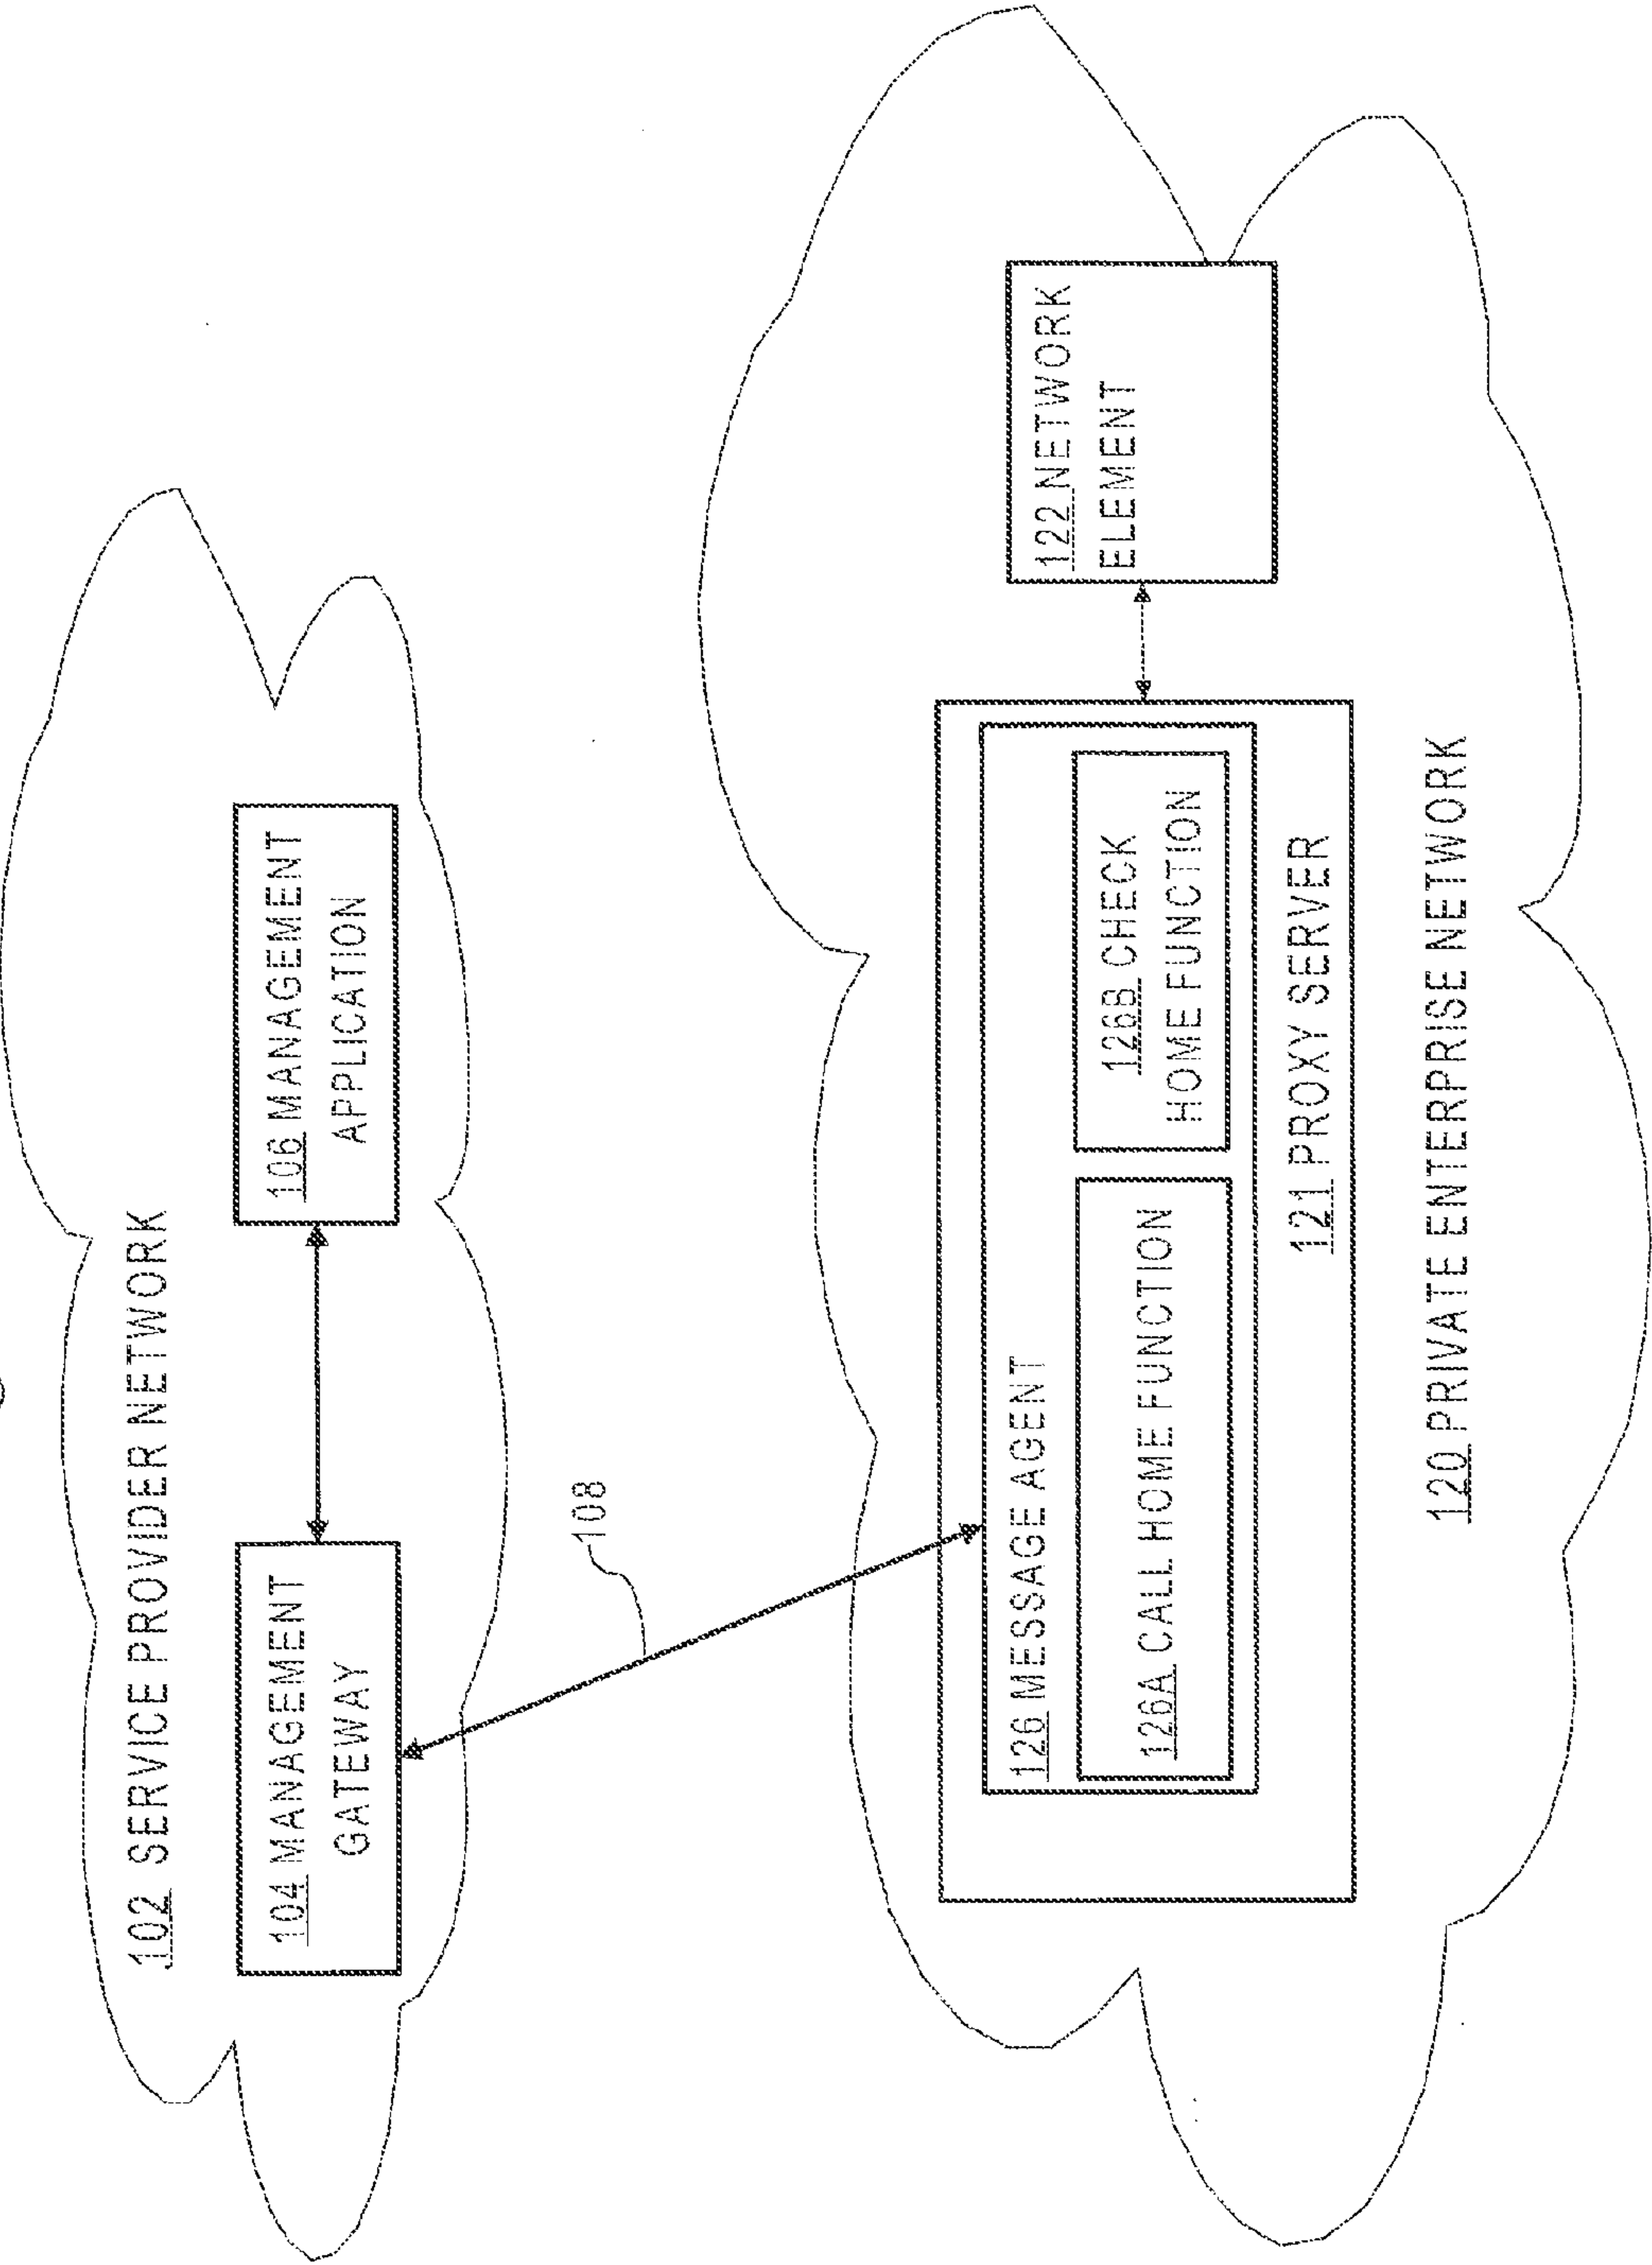 102 SERVICE PROVIDER NETWORK
104 MANAGEMENT
GATEWAY
106 MANAGEMENT
APPLICATION
108
126 MESSAGE AGENT
126A CALL HOME FUNCTION
126B CHECK
HOME FUNCTION
121 PROXY SERVER
122 NETWORK
ELEMENT
120 PRIVATE ENTERPRISE NETWORK